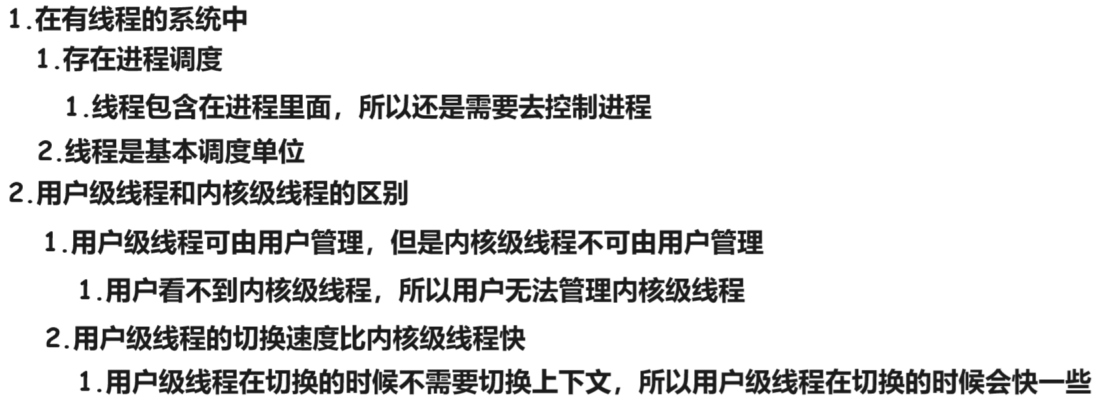 1.在有线程的系统中
1.存在进程调度
1.线程包含在进程里面，所以还是需要去控制进程
2.线程是基本调度单位
2.用户级线程和内核级线程的区别
1.用户级线程可由用户管理，但是内核级线程不可由用户管理
1.用户看不到内核级线程，所以用户无法管理内核级线程
2.用户级线程的切换速度比内核级线程快
1.用户级线程在切换的时候不需要切换上下文，所以用户级线程在切换的时候会快一些